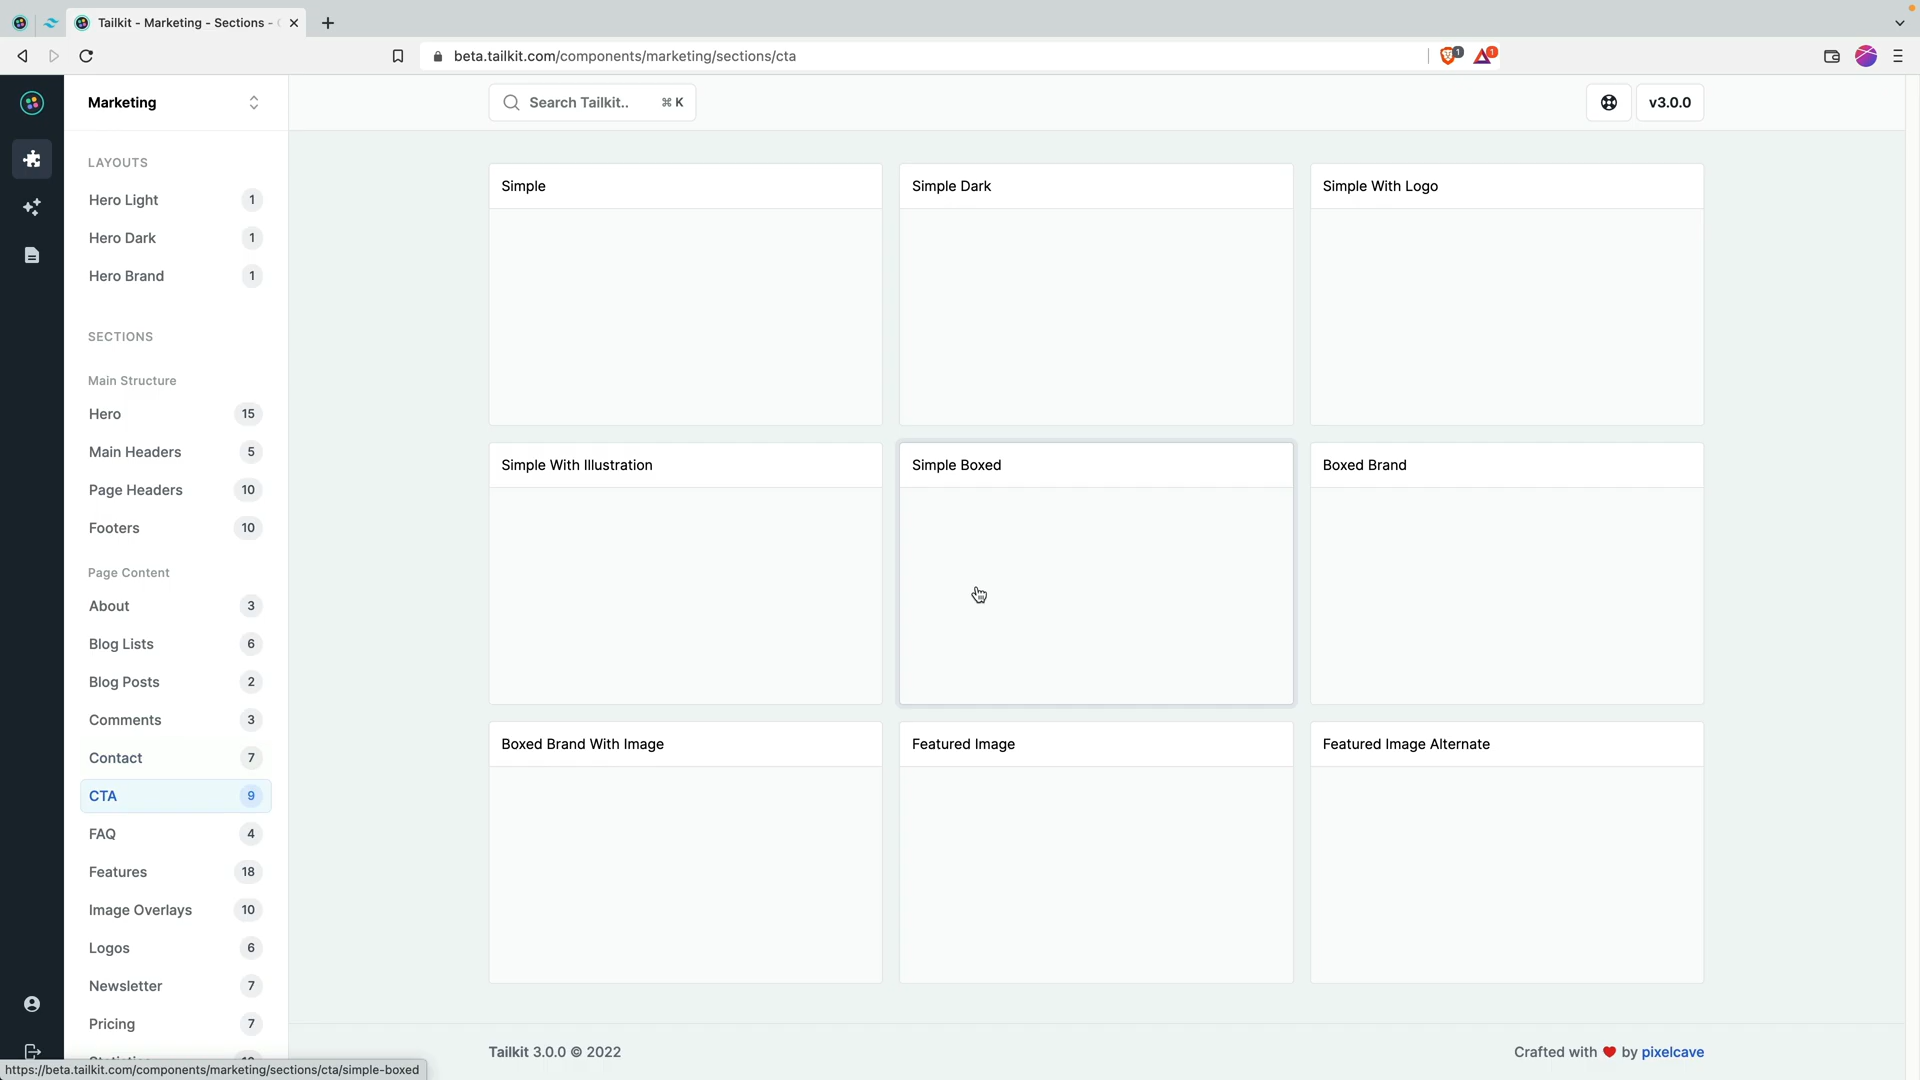 Tailkit - Marketing - Sections -
beta.tailkit.com/components/marketing/sections/cta
1
1
Marketing
Search Tailkit..
⌘ K
v3.0.0
LAYOUTS
Hero Light 1
Hero Dark 1
Hero Brand 1
SECTIONS
Main Structure
Hero 15
Main Headers 5
Page Headers 10
Footers 10
Page Content
About 3
Blog Lists 6
Blog Posts 2
Comments 3
Contact 7
CTA 9
FAQ 4
Features 18
Image Overlays 10
Logos 6
Newsletter 7
Pricing 7
Simple
Simple Dark
Simple With Logo
Simple With Illustration
Simple Boxed
Boxed Brand
Boxed Brand With Image
Featured Image
Featured Image Alternate
Tailkit 3.0.0 © 2022
Crafted with ♥ by pixelcave
https://beta.tailkit.com/components/marketing/sections/cta/simple-boxed